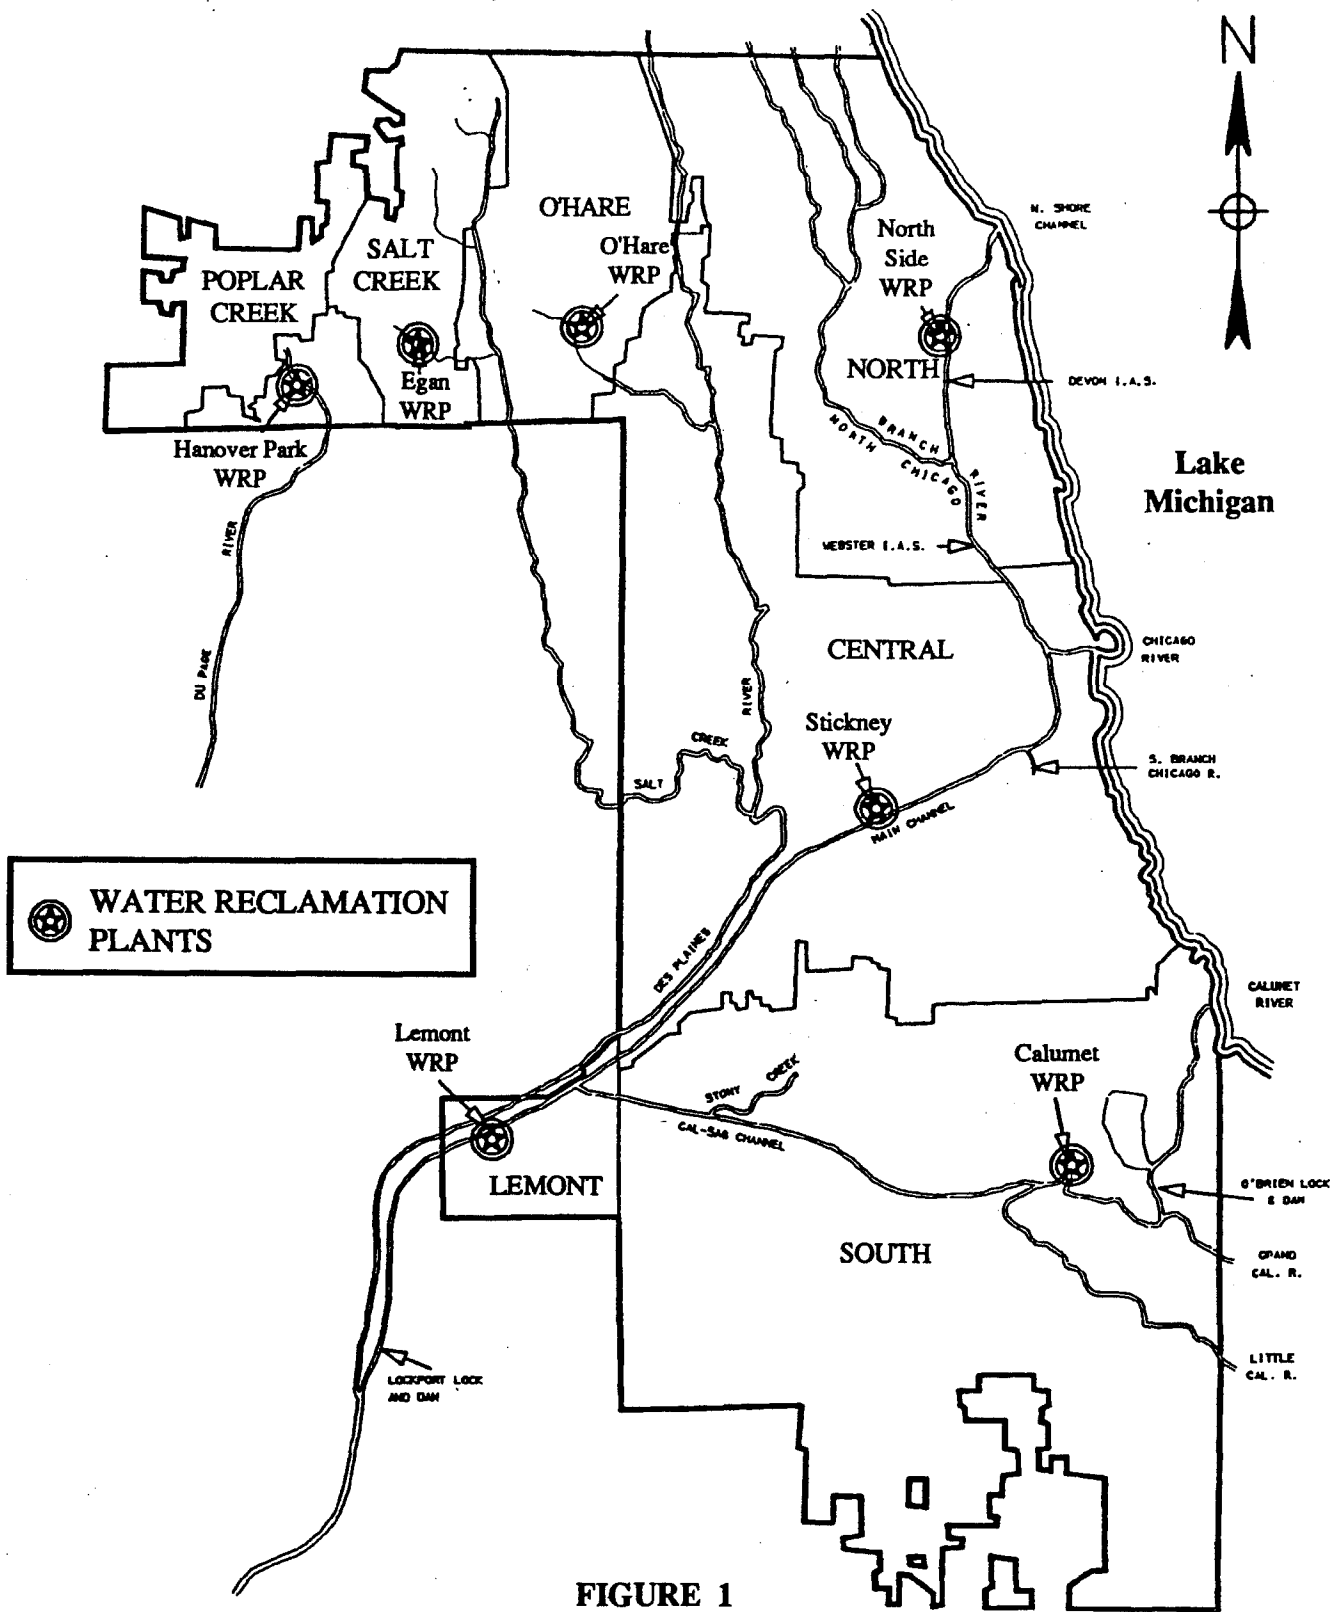 N
N. SHORE
CHANNEL
O'HARE
O'Hare
WRP
North
Side
WRP
SALT
CREEK
POPLAR
CREEK
NORTH
DEVON I.A.S.
Egan
WRP
Hanover Park
WRP
NORTH BRANCH
CHICAGO RIVER
Lake
Michigan
RIVER
WEBSTER I.A.S.
CENTRAL
CHICAGO
RIVER
DU PAGE
RIVER
Stickney
WRP
CREEK
SALT
S. BRANCH
CHICAGO R.
MAIN CHANNEL
WATER RECLAMATION
PLANTS
DES PLAINES
CALUMET
RIVER
Lemont
WRP
Calumet
WRP
STONY
CREEK
CAL-SAG CHANNEL
LEMONT
O'BRIEN LOCK
& DAM
SOUTH
GRAND
CAL. R.
LITTLE
CAL. R.
LOCKPORT LOCK
AND DAM
FIGURE 1